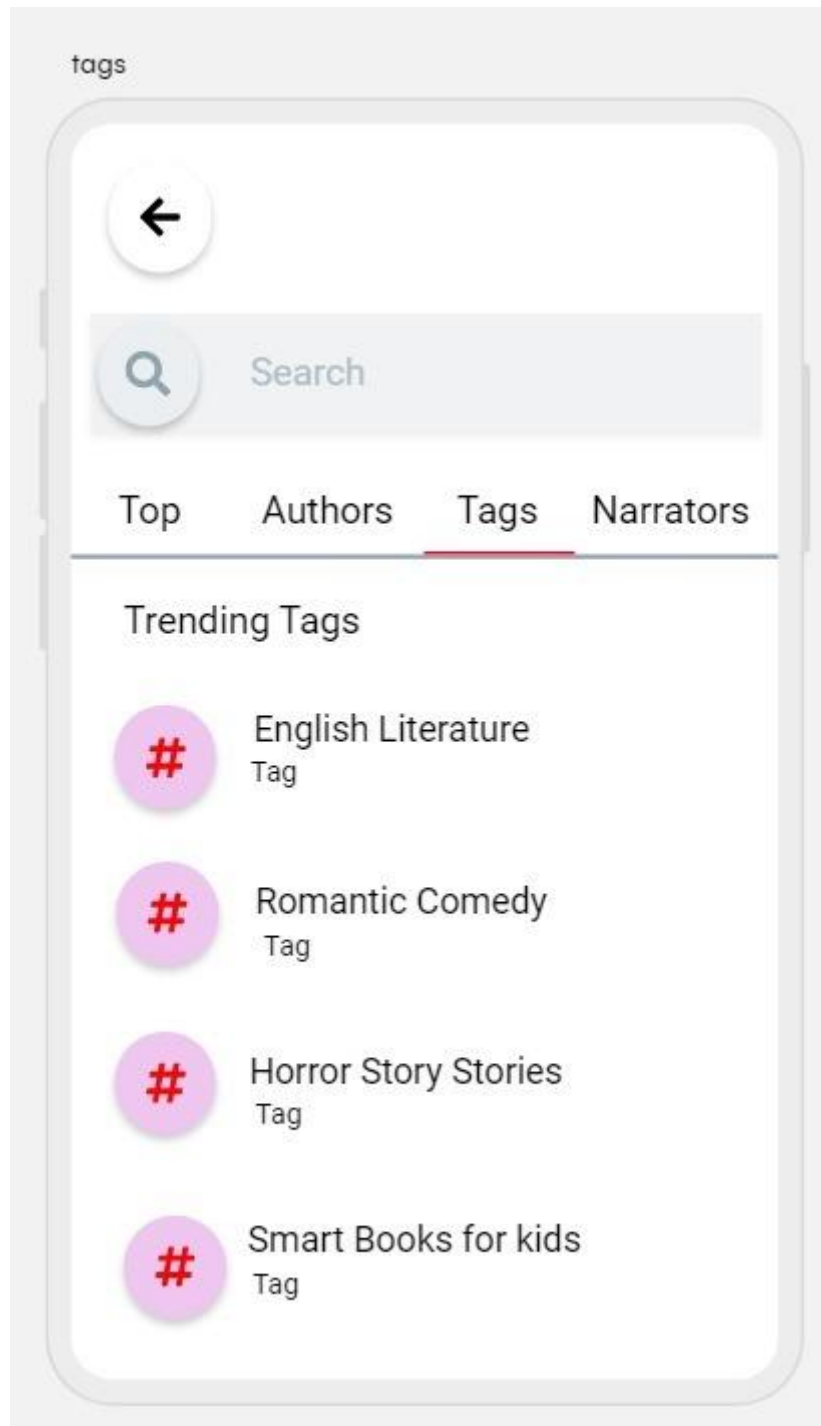 tags
Search
Top Authors Tags Narrators
Trending Tags
# English Literature
Tag
# Romantic Comedy
Tag
# Horror Story Stories
Tag
# Smart Books for kids
Tag